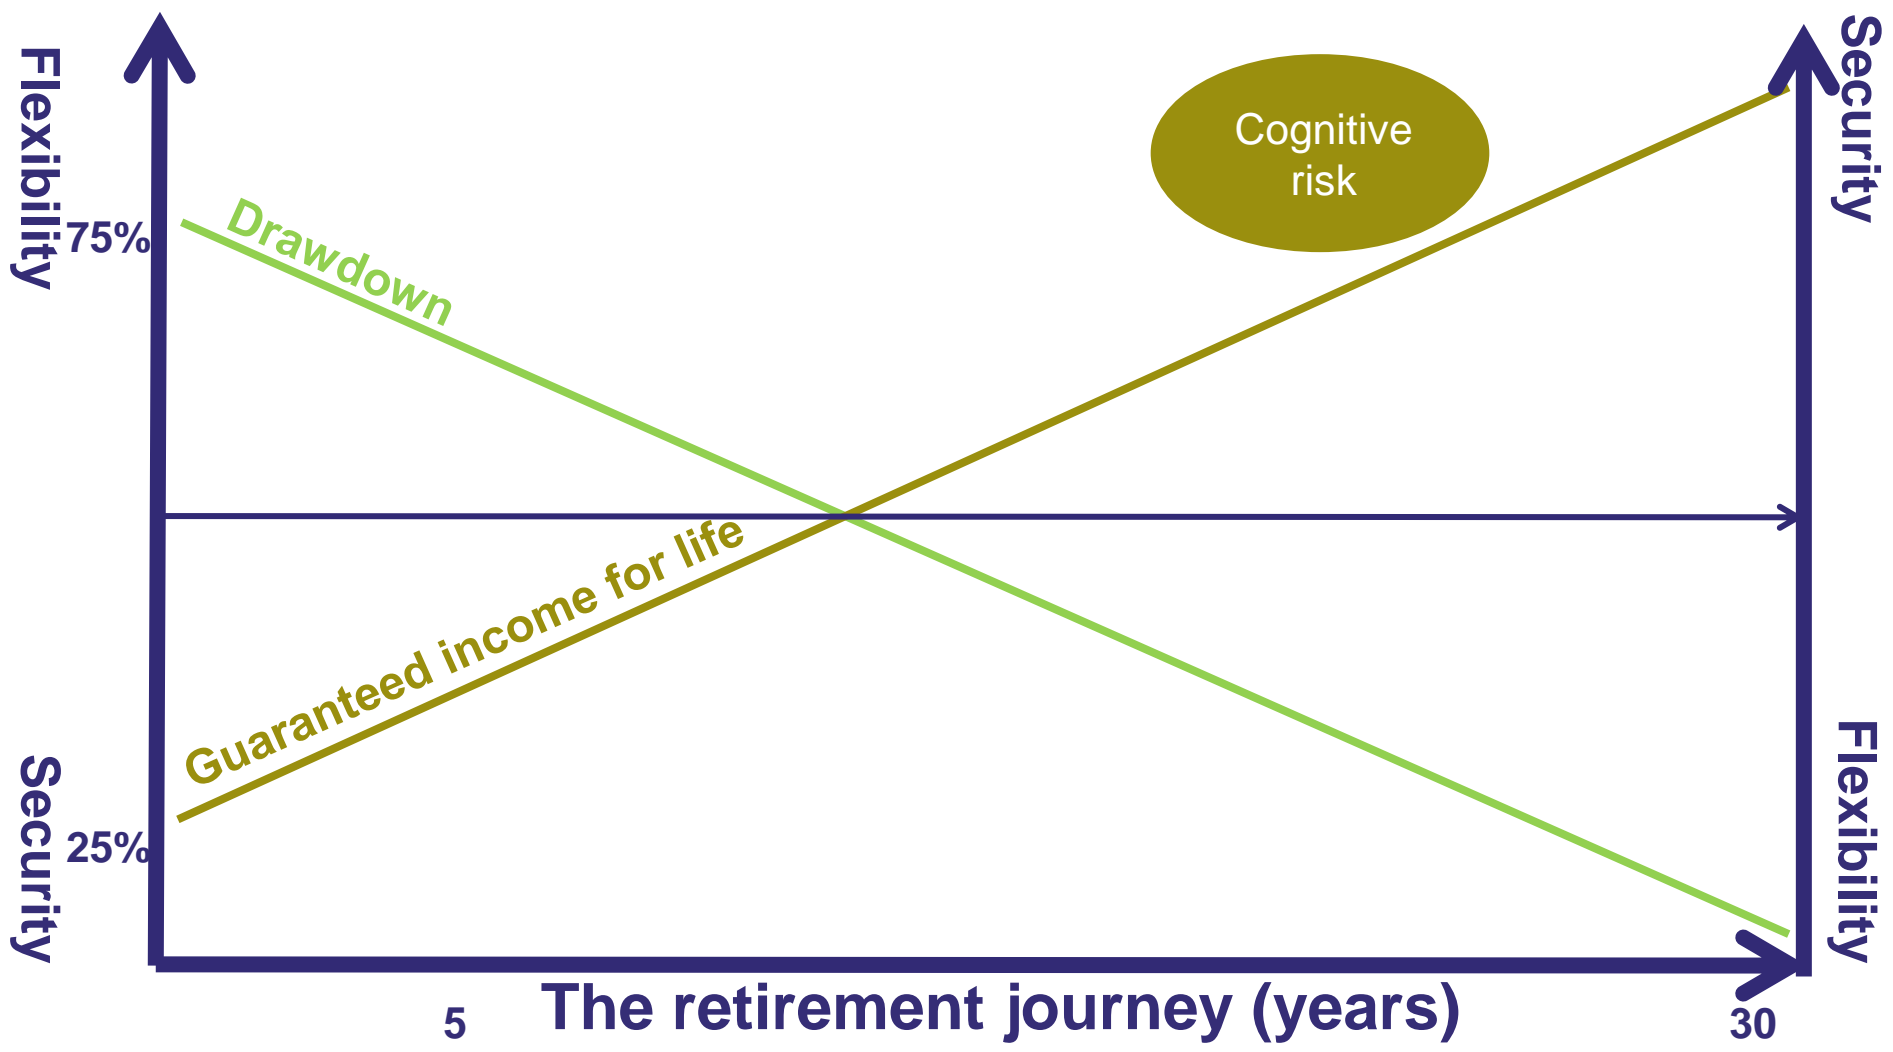 Flexibility
Security
75%
Drawdown
Cognitive
risk
Guaranteed income for life
Security
25%
Flexibility
5
The retirement journey (years)
30